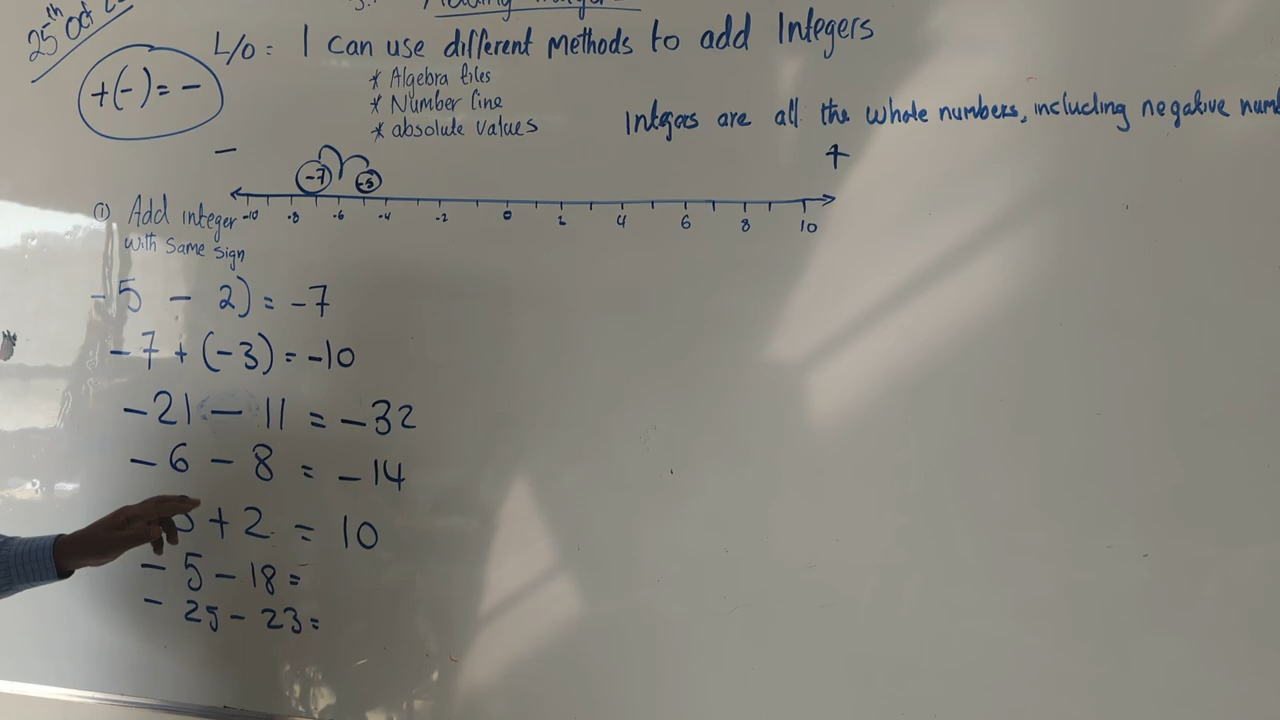 25th Oct
L/O = I can use different Methods to add Integers
+(-) = -
* Algebra tiles
* Number line
* absolute values
Integers are all the whole numbers, including negative
- +
-7 -5
-10 -8 -6 -4 -2 0 2 4 6 8 10
① Add integer
with Same sign
-5 - 2) = -7
-7 + (-3) = -10
-21 - 11 = -32
-6 - 8 = -14
+ 2 = 10
- 5 - 18 =
- 25 - 23 =